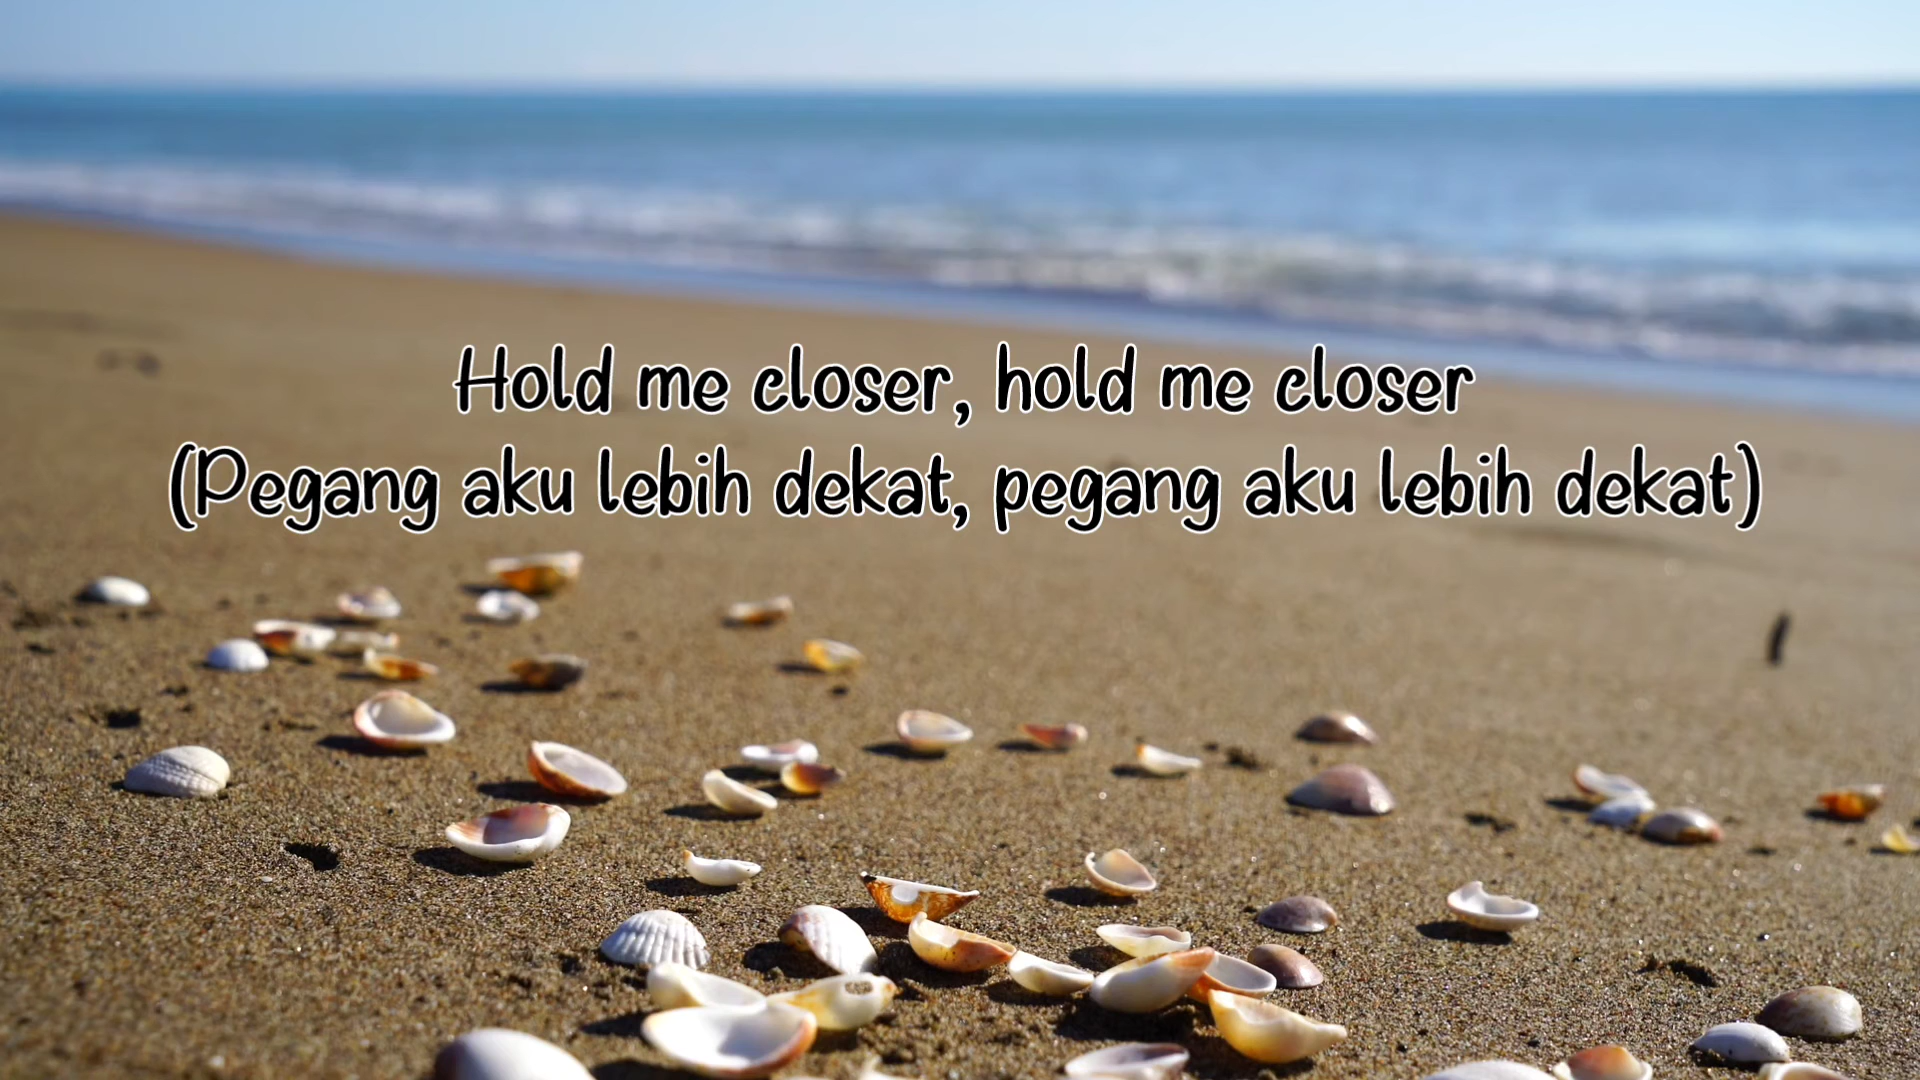 Hold me closer, hold me closer
(Pegang aku lebih dekat, pegang aku lebih dekat)